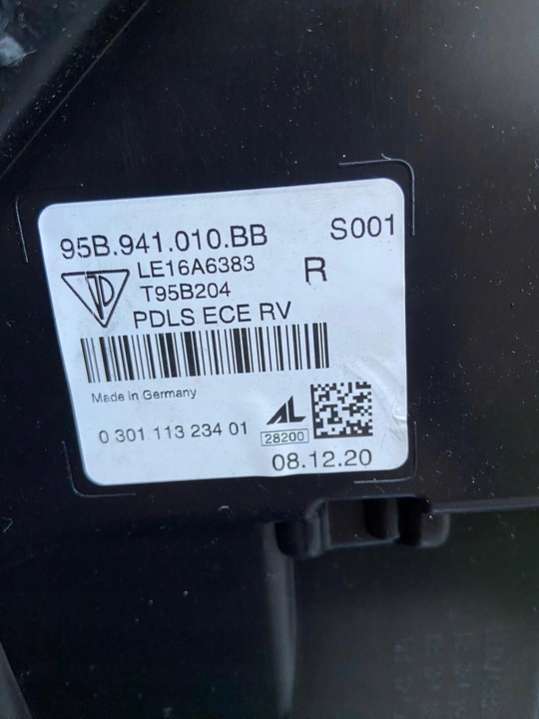 95B.941.010.BB S001
LE16A6383 R
T95B204
PDLS ECE RV
Made in Germany
AL
0 301 113 234 01 28200
08.12.20